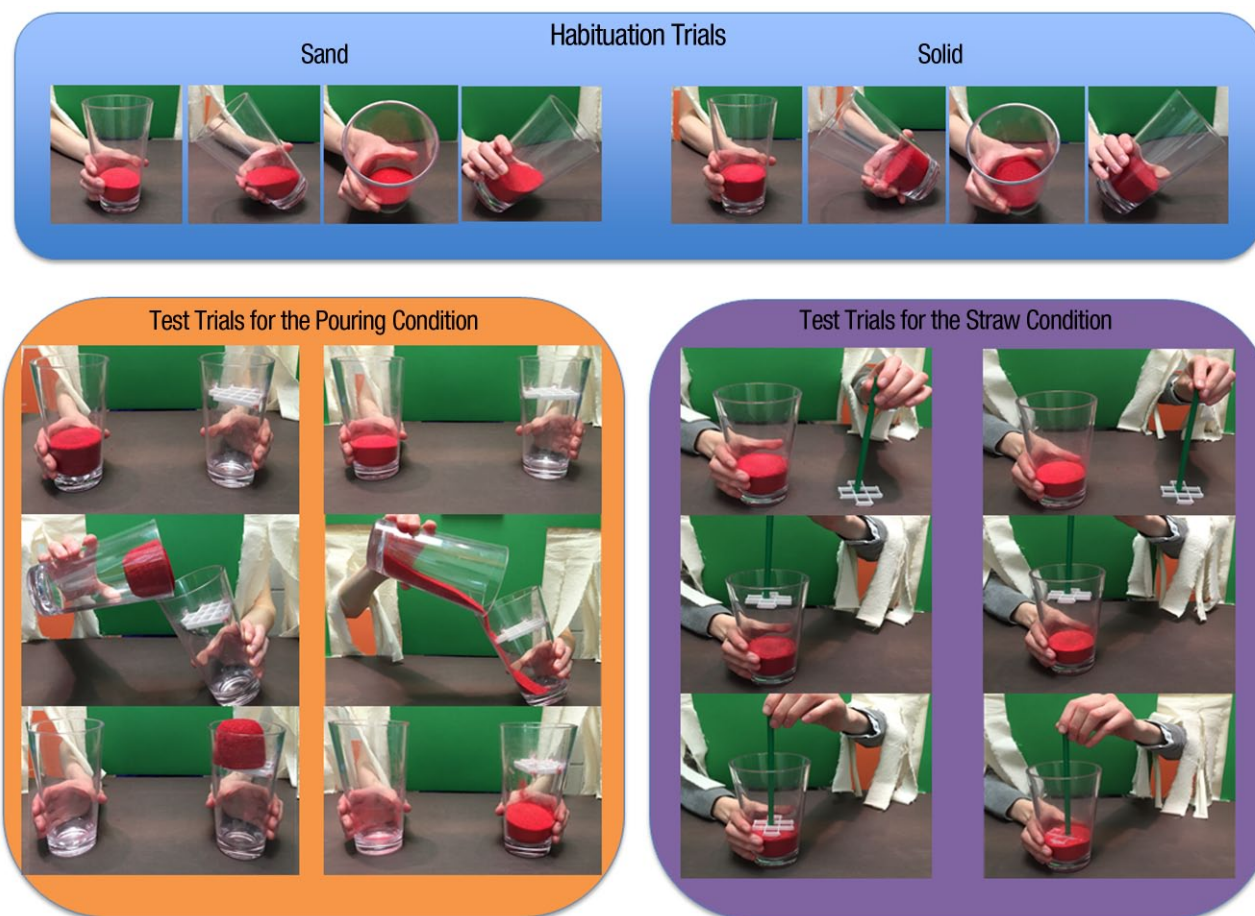 Habituation Trials
Sand
Solid
Test Trials for the Pouring Condition
Test Trials for the Straw Condition